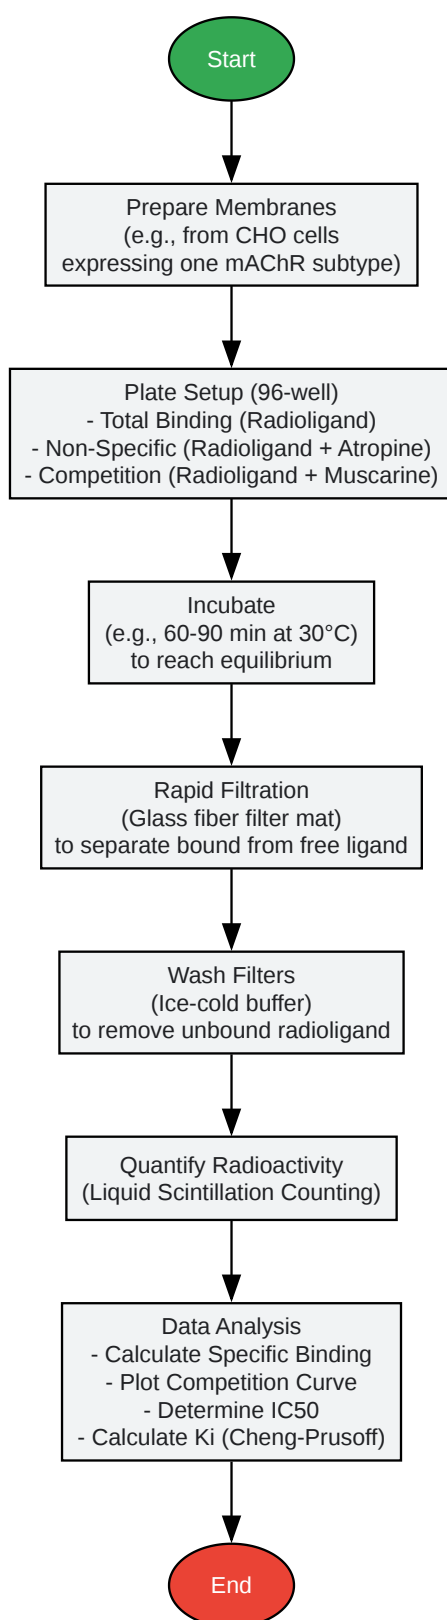 Start
Prepare Membranes
(e.g., from CHO cells
expressing one mAChR subtype)
Plate Setup (96-well)
- Total Binding (Radioligand)
- Non-Specific (Radioligand + Atropine)
- Competition (Radioligand + Muscarine)
Incubate
(e.g., 60-90 min at 30°C)
to reach equilibrium
Rapid Filtration
(Glass fiber filter mat)
to separate bound from free ligand
Wash Filters
(Ice-cold buffer)
to remove unbound radioligand
Quantify Radioactivity
(Liquid Scintillation Counting)
Data Analysis
- Calculate Specific Binding
- Plot Competition Curve
- Determine IC50
- Calculate Ki (Cheng-Prusoff)
End